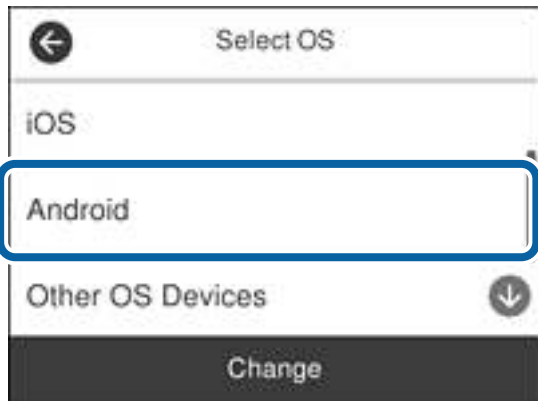 Select OS
iOS
Android
Other OS Devices
Change